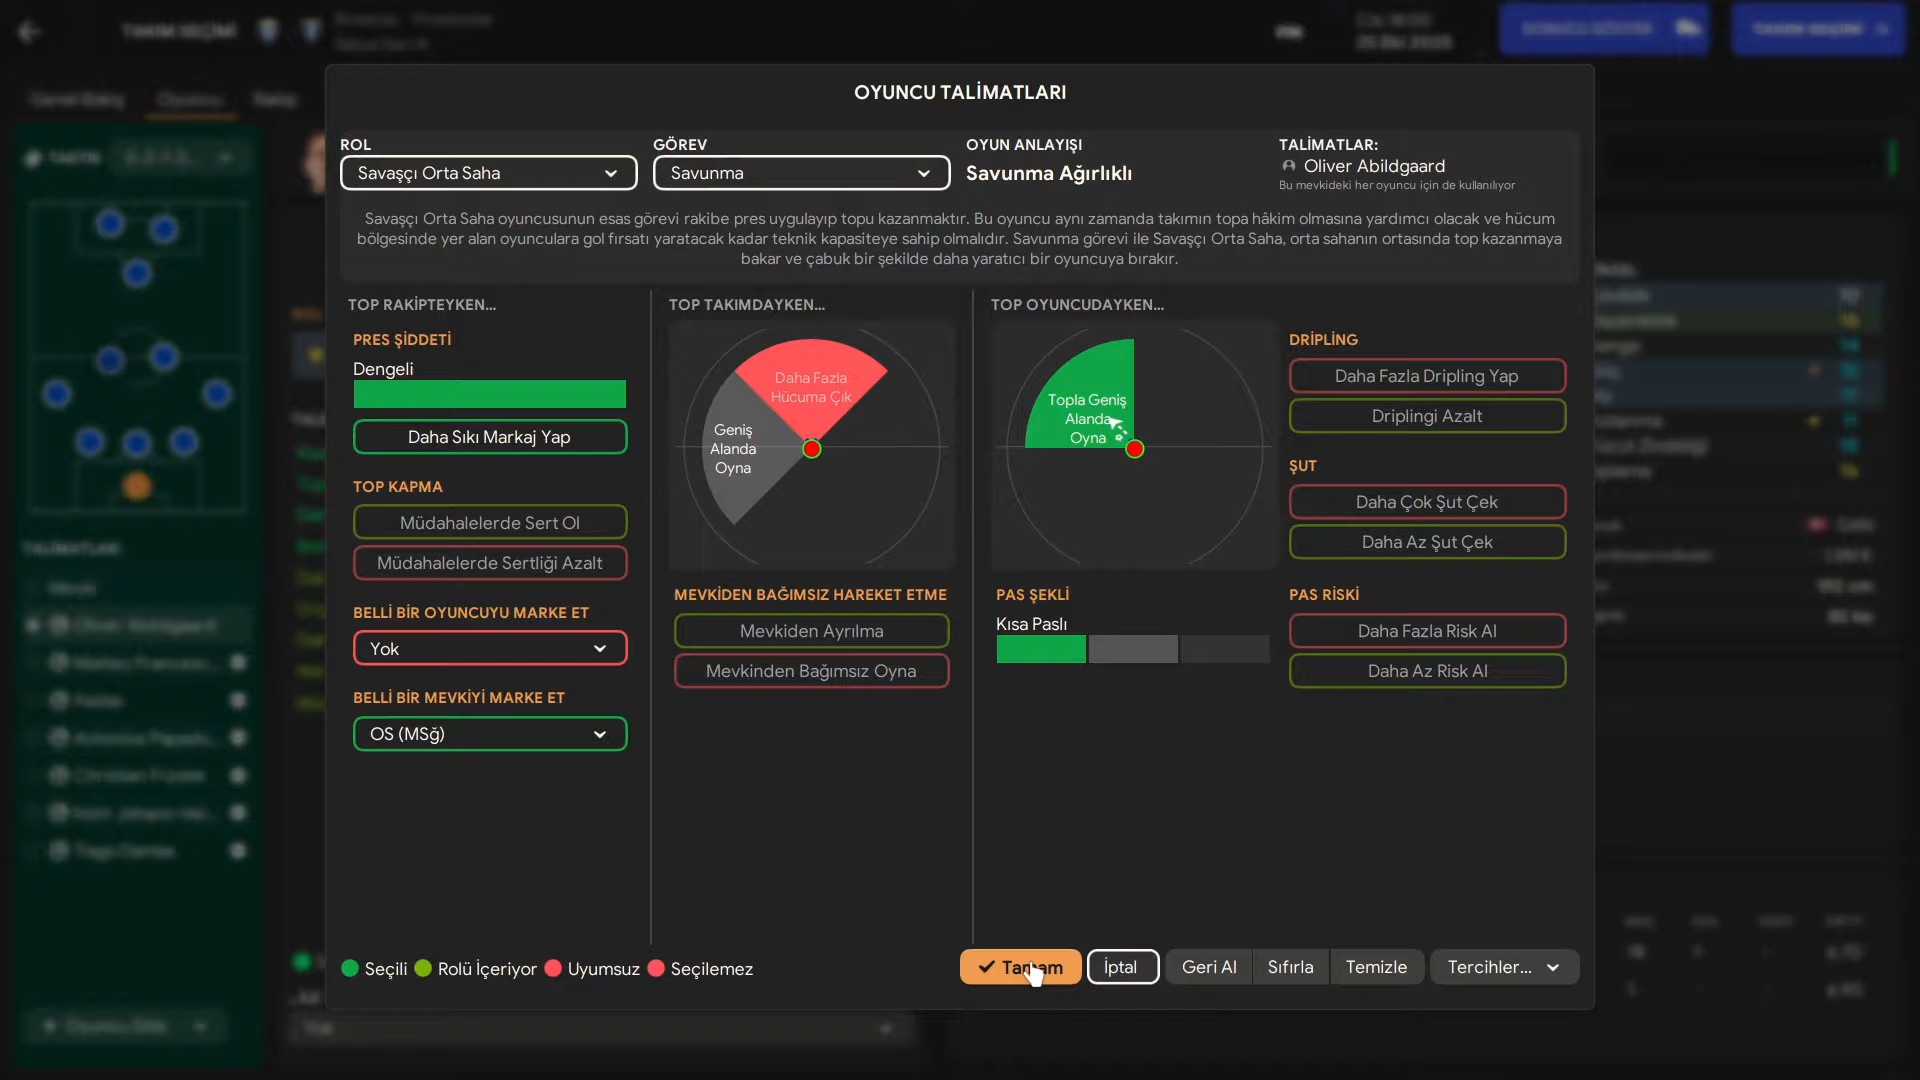 TAKIM SEÇİMİ
Genel Bakış
Oyuncu
Rakip
OYUNCU TALİMATLARI
ROL
Savaşçı Orta Saha
GÖREV
Savunma
OYUN ANLAYIŞI
Savunma Ağırlıklı
TALİMATLAR:
Oliver Abildgaard
Bu mevkideki her oyuncu için de kullanılıyor
Savaşçı Orta Saha oyuncusunun esas görevi rakibe pres uygulayıp topu kazanmaktır. Bu oyuncu aynı zamanda takımın topa hâkim olmasına yardımcı olacak ve hücum
bölgesinde yer alan oyunculara gol fırsatı yaratacak kadar teknik kapasiteye sahip olmalıdır. Savunma görevi ile Savaşçı Orta Saha, orta sahanın ortasında top kazanmaya
bakar ve çabuk bir şekilde daha yaratıcı bir oyuncuya bırakır.
TOP RAKİPTEYKEN...
PRES ŞİDDETİ
Dengeli
Daha Sıkı Markaj Yap
TOP KAPMA
Müdahalelerde Sert Ol
Müdahalelerde Sertliği Azalt
BELLİ BİR OYUNCUYU MARKE ET
Yok
BELLİ BİR MEVKİYİ MARKE ET
OS (MSğ)
TOP TAKIMDAYKEN...
Daha Fazla
Hücuma Çık
Geniş
Alanda
Oyna
MEVKİDEN BAĞIMSIZ HAREKET ETME
Mevkiden Ayrılma
Mevkinden Bağımsız Oyna
TOP OYUNCUDAYKEN...
Topla Geniş
Alanda
Oyna
PAS ŞEKLİ
Kısa Paslı
DRİPLİNG
Daha Fazla Dripling Yap
Driplingi Azalt
ŞUT
Daha Çok Şut Çek
Daha Az Şut Çek
PAS RİSKİ
Daha Fazla Risk Al
Daha Az Risk Al
Seçili
Rolü İçeriyor
Uyumsuz
Seçilemez
Tamam
İptal
Geri Al
Sıfırla
Temizle
Tercihler...